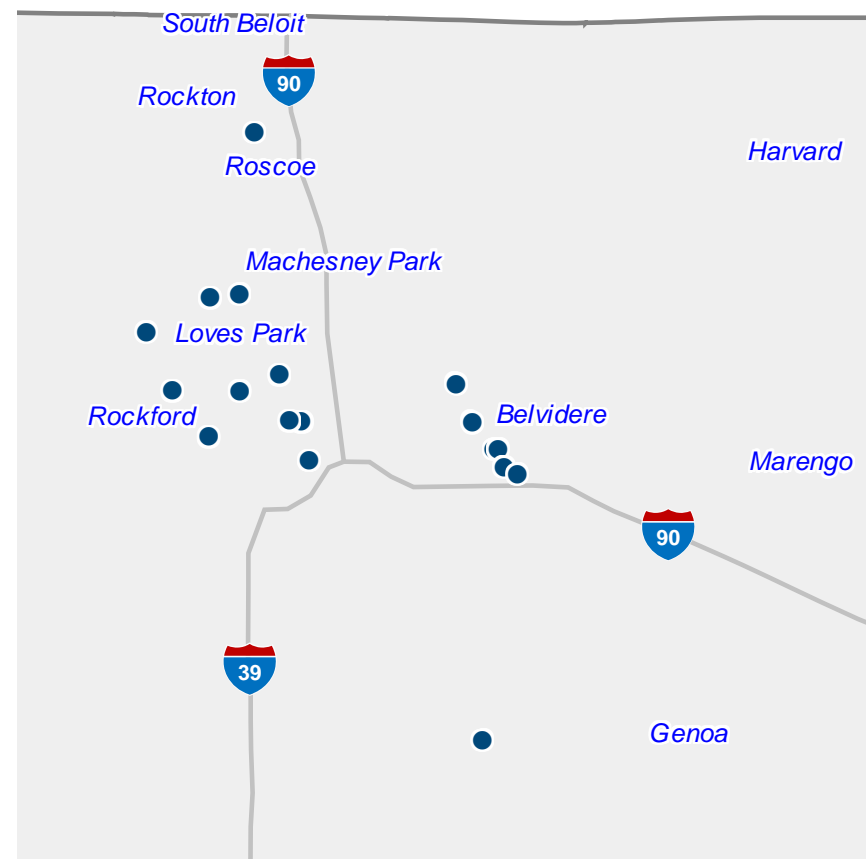 South Beloit
90
Rockton
Harvard
Roscoe
Machesney Park
Loves Park
Rockford
Belvidere
Marengo
90
39
Genoa